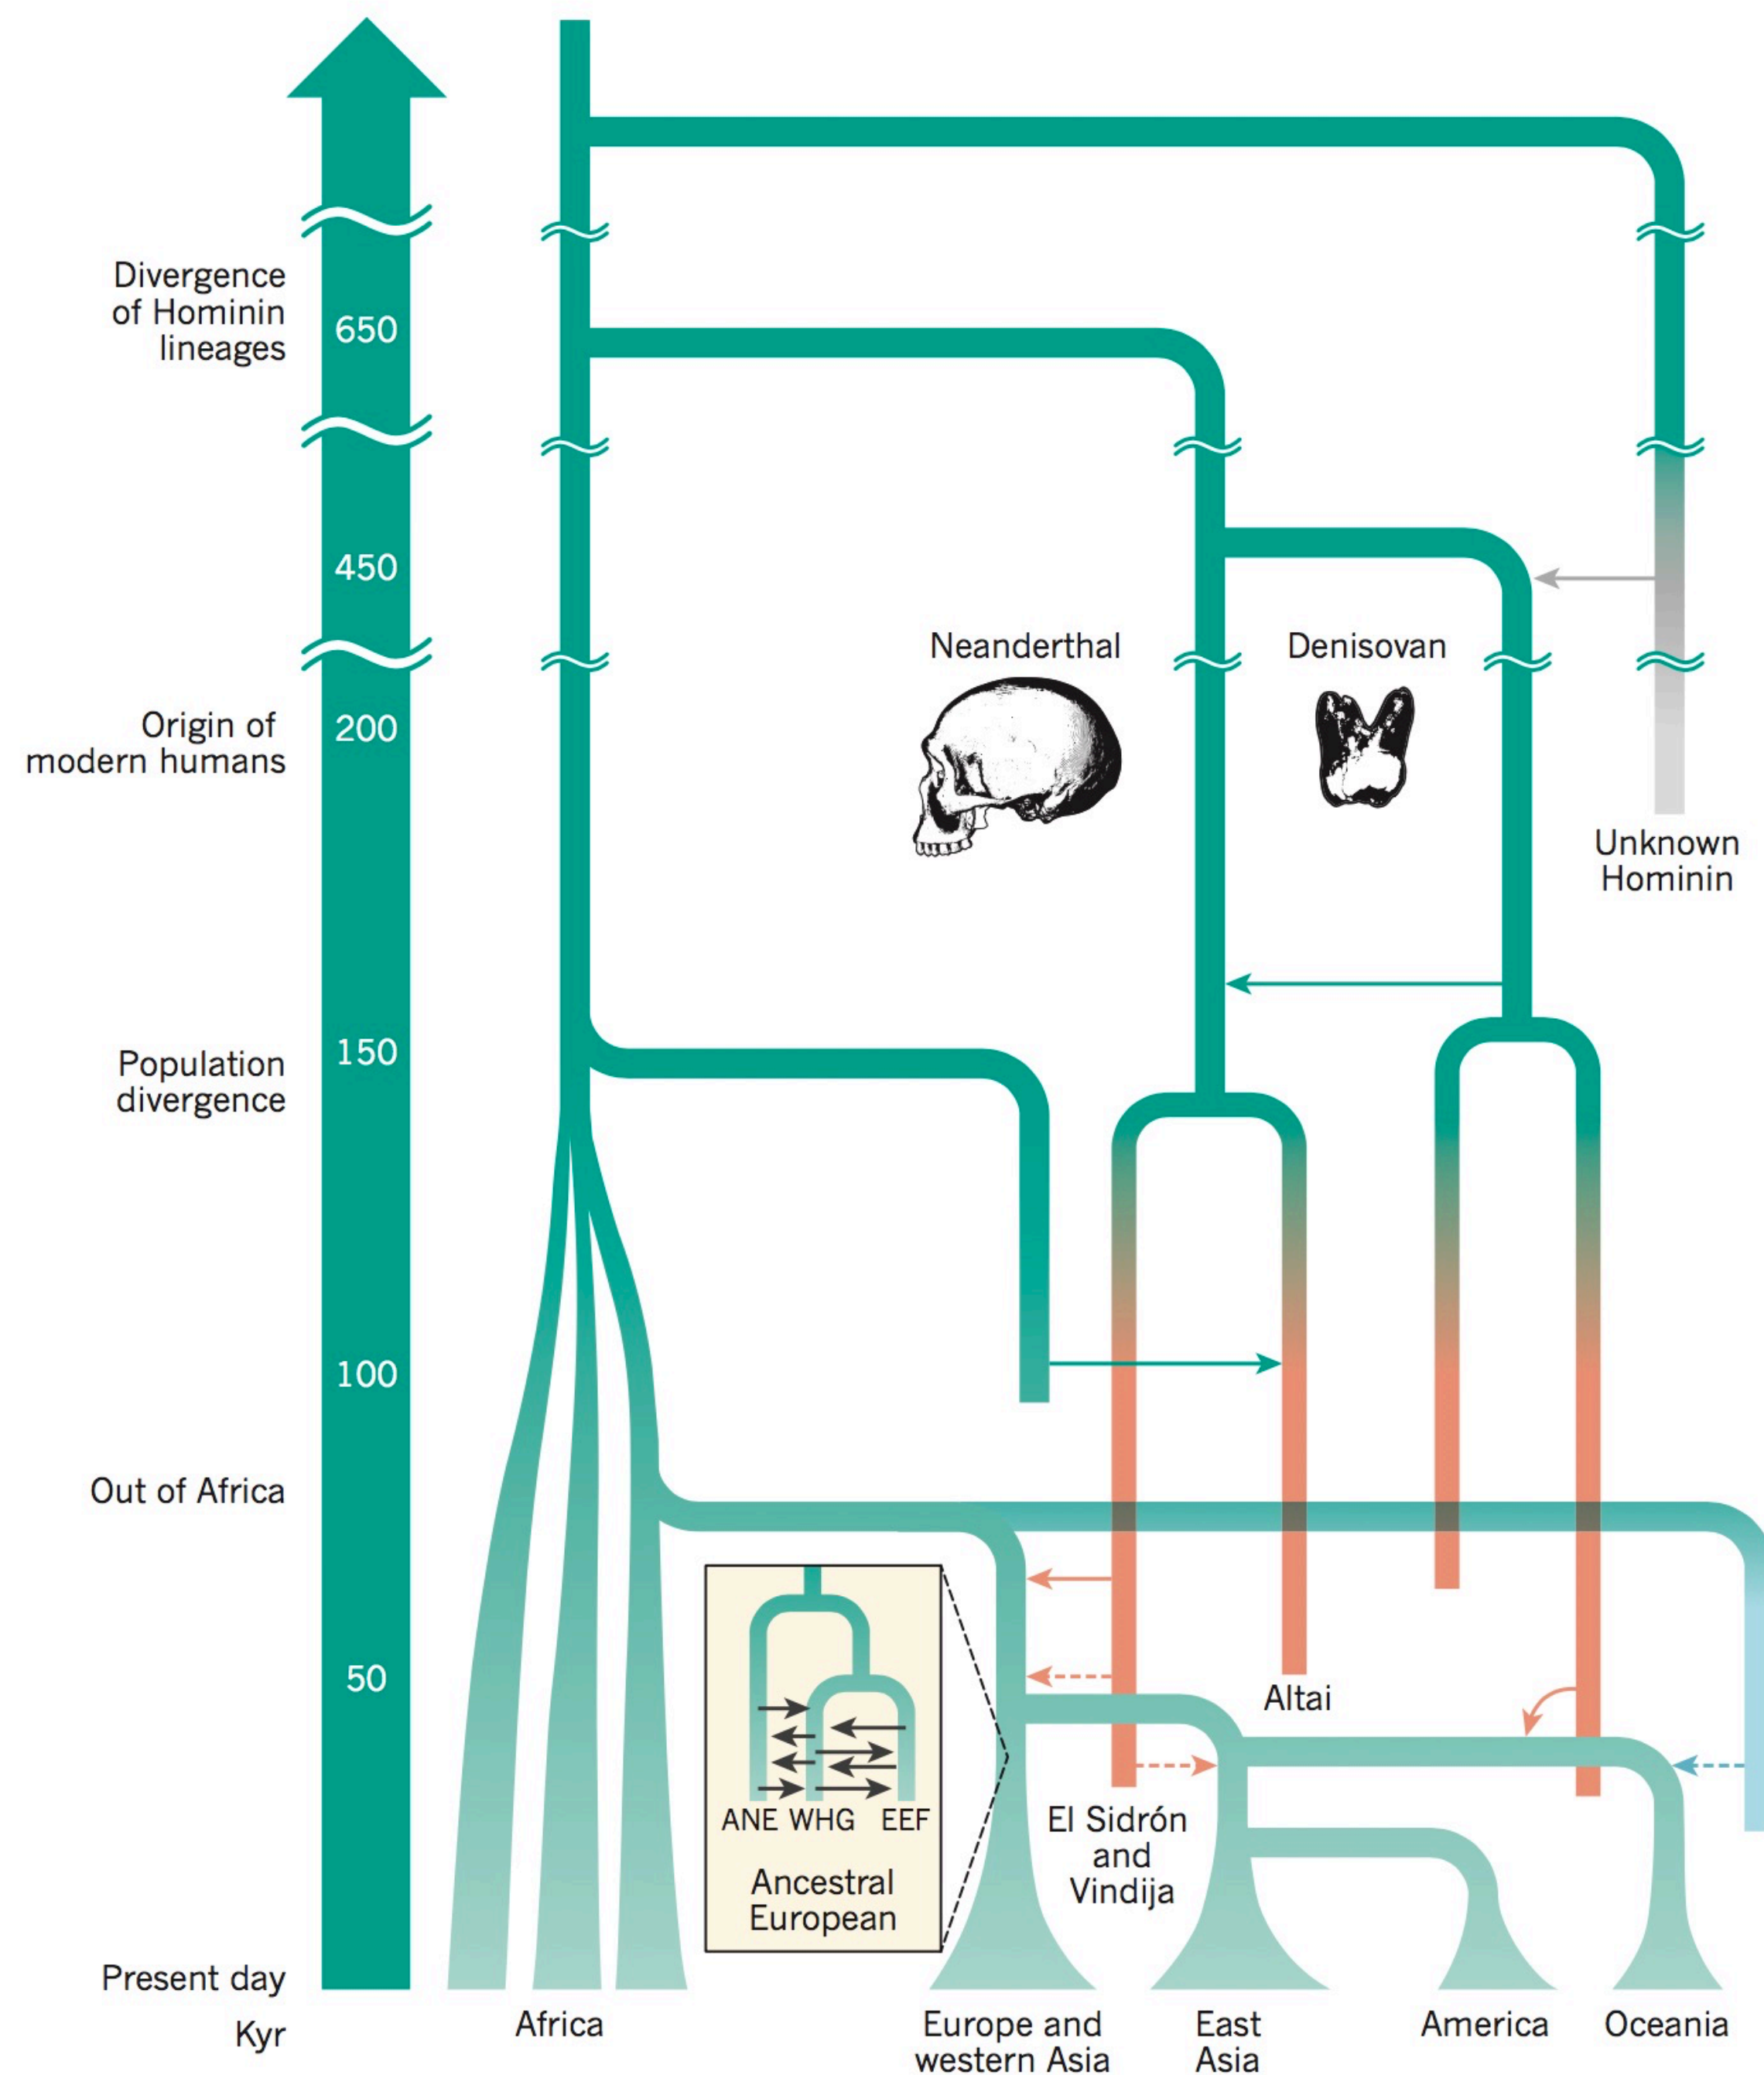 Divergence
of Hominin
lineages
650
450
Neanderthal
Denisovan
Origin of
modern humans
200
Unknown
Hominin
Population
divergence
150
100
Out of Africa
50
Altai
ANE WHG EEF
Ancestral
European
El Sidrón
and
Vindija
Present day
Kyr
Africa
Europe and
western Asia
East
Asia
America
Oceania